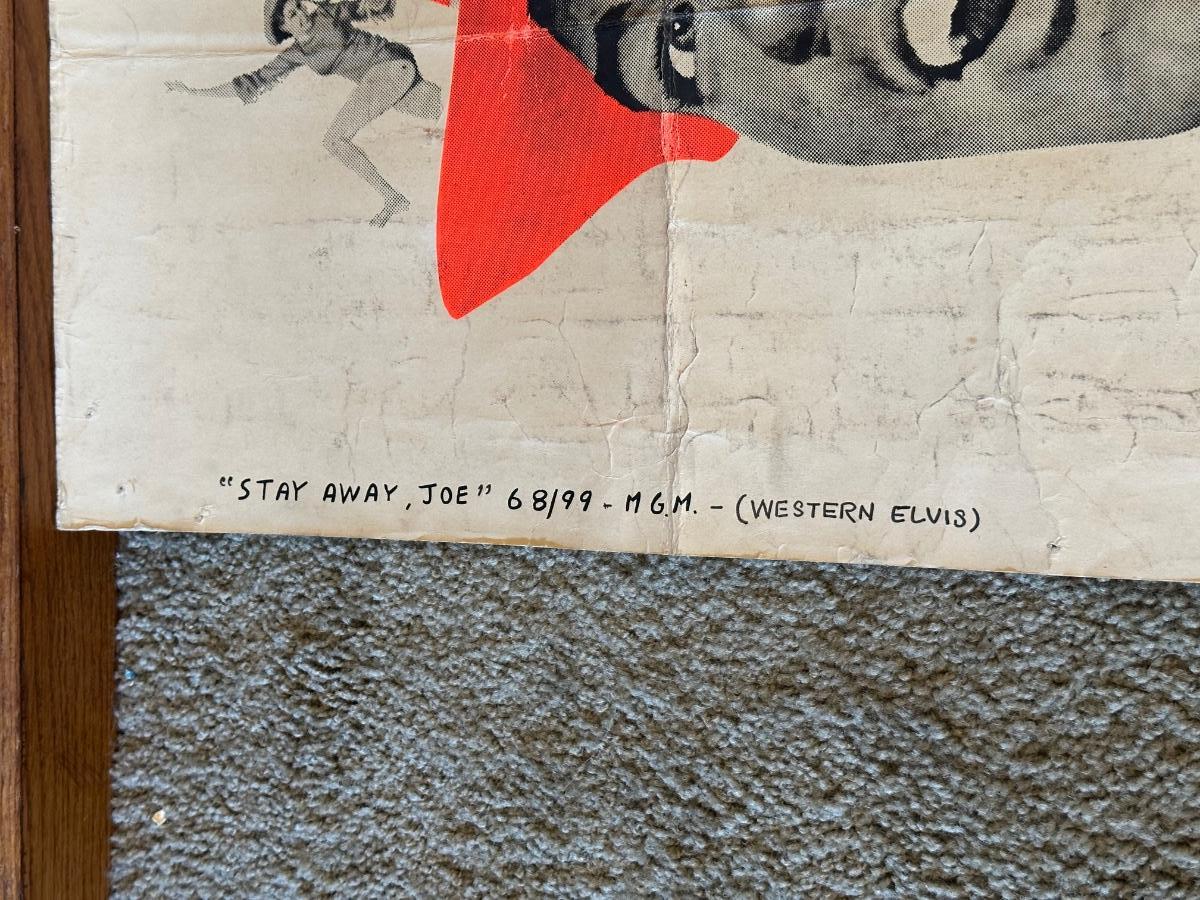 “STAY AWAY, JOE” 68/99 - M.G.M. - (WESTERN ELVIS)